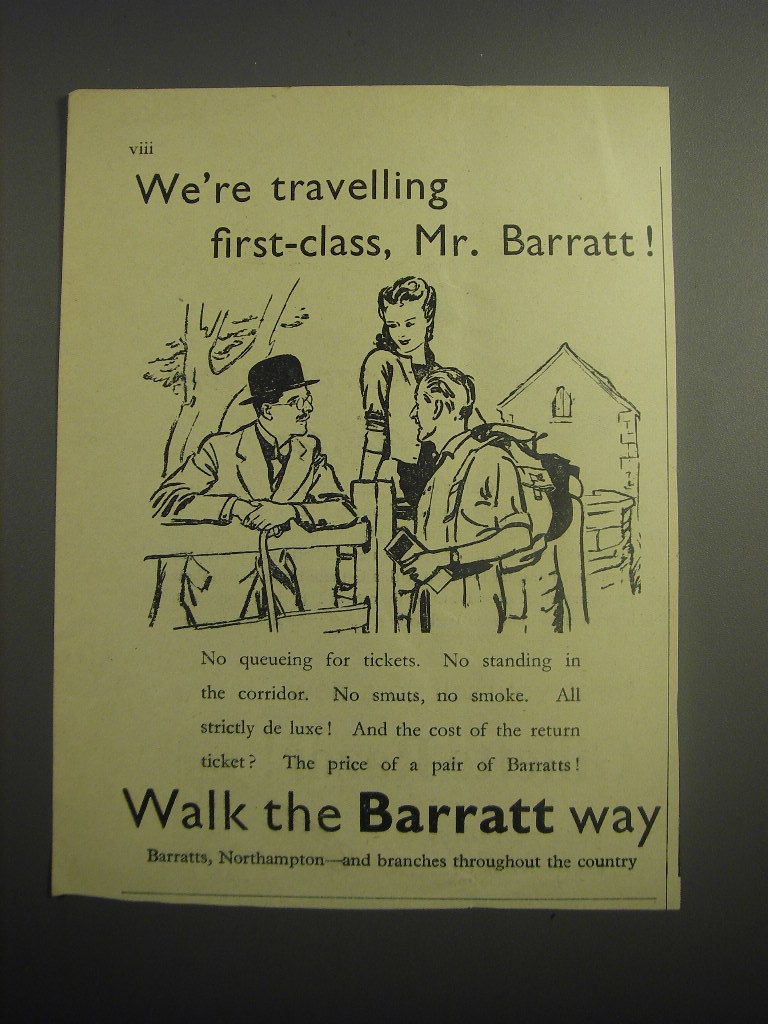 viii
We're travelling
first-class, Mr. Barratt!
No queueing for tickets. No standing in
the corridor. No smuts, no smoke. All
strictly de luxe! And the cost of the return
ticket? The price of a pair of Barratts!
Walk the Barratt way
Barratts, Northampton—and branches throughout the country